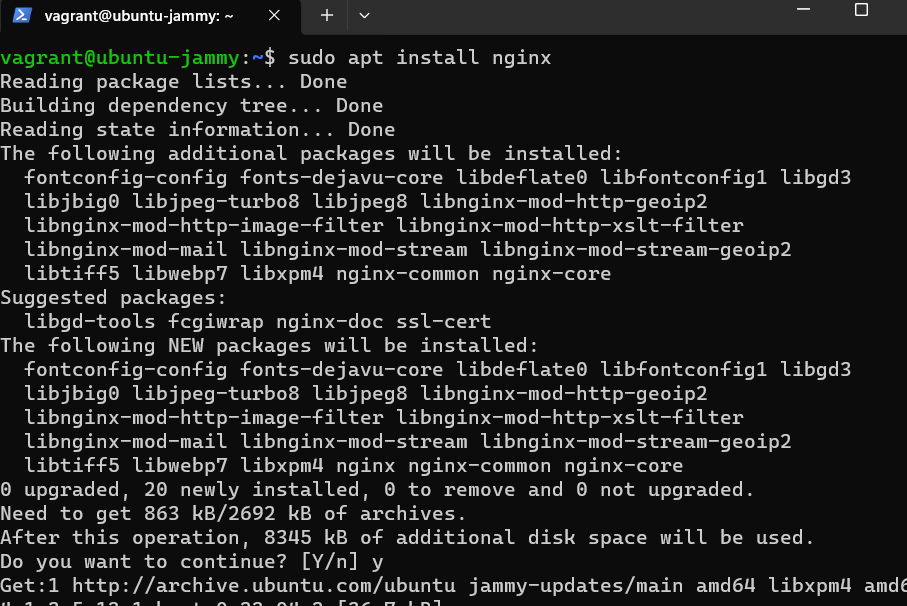 vagrant@ubuntu-jammy: ~
vagrant@ubuntu-jammy:~$ sudo apt install nginx
Reading package lists... Done
Building dependency tree... Done
Reading state information... Done
The following additional packages will be installed:
  fontconfig-config fonts-dejavu-core libdeflate0 libfontconfig1 libgd3
  libjbig0 libjpeg-turbo8 libjpeg8 libnginx-mod-http-geoip2
  libnginx-mod-http-image-filter libnginx-mod-http-xslt-filter
  libnginx-mod-mail libnginx-mod-stream libnginx-mod-stream-geoip2
  libtiff5 libwebp7 libxpm4 nginx-common nginx-core
Suggested packages:
  libgd-tools fcgiwrap nginx-doc ssl-cert
The following NEW packages will be installed:
  fontconfig-config fonts-dejavu-core libdeflate0 libfontconfig1 libgd3
  libjbig0 libjpeg-turbo8 libjpeg8 libnginx-mod-http-geoip2
  libnginx-mod-http-image-filter libnginx-mod-http-xslt-filter
  libnginx-mod-mail libnginx-mod-stream libnginx-mod-stream-geoip2
  libtiff5 libwebp7 libxpm4 nginx nginx-common nginx-core
0 upgraded, 20 newly installed, 0 to remove and 0 not upgraded.
Need to get 863 kB/2692 kB of archives.
After this operation, 8345 kB of additional disk space will be used.
Do you want to continue? [Y/n] y
Get:1 http://archive.ubuntu.com/ubuntu jammy-updates/main amd64 libxpm4 amd6